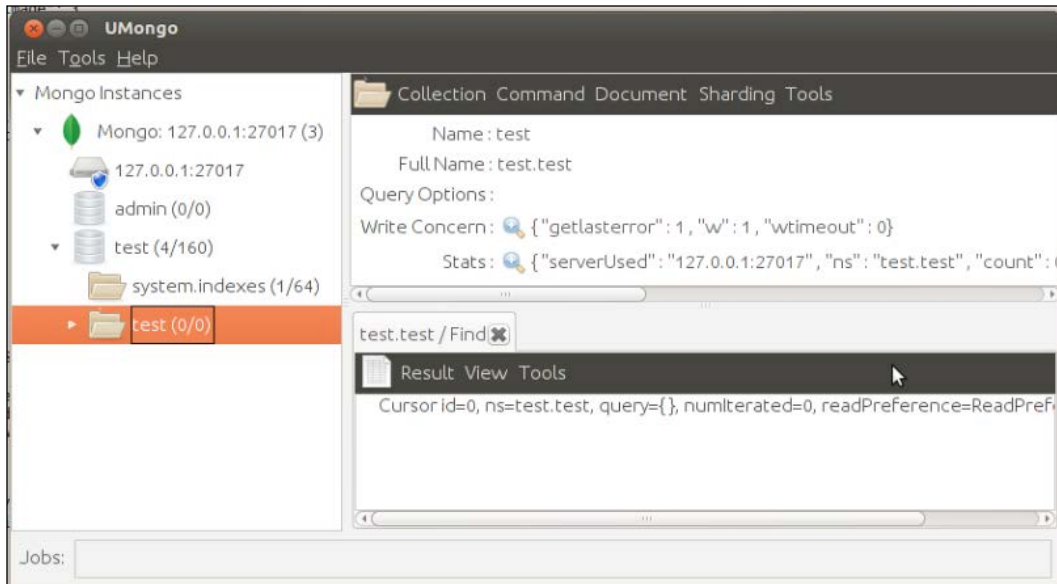 UMongo
File Tools Help
Mongo Instances
Mongo: 127.0.0.1:27017 (3)
127.0.0.1:27017
admin (0/0)
test (4/160)
system.indexes (1/64)
test (0/0)
Collection Command Document Sharding Tools
Name : test
Full Name : test.test
Query Options :
Write Concern : { "getlasterror" : 1 , "w" : 1 , "wtimeout" : 0}
Stats : { "serverUsed" : "127.0.0.1:27017" , "ns" : "test.test" , "count" :
test.test / Find
Result View Tools
Cursor id=0, ns=test.test, query={ }, numIterated=0, readPreference=ReadPref
Jobs: